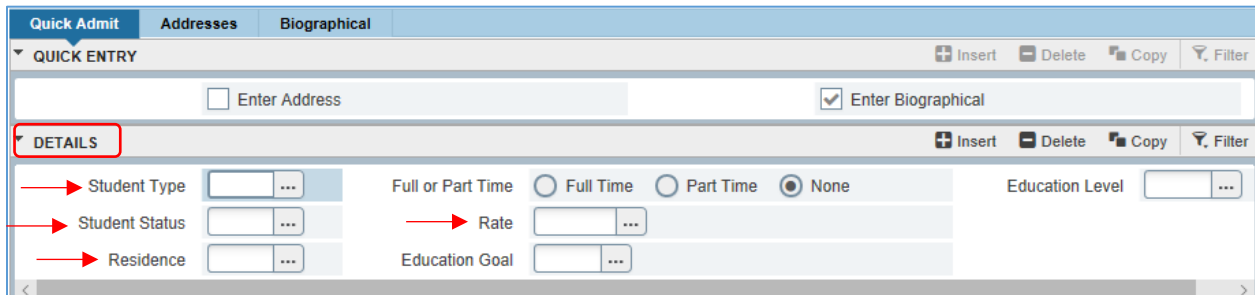 Quick Admit Addresses Biographical
QUICK ENTRY Insert Delete Copy Filter
Enter Address Enter Biographical
DETAILS Insert Delete Copy Filter
Student Type ... Full or Part Time Full Time Part Time None Education Level ...
Student Status ... Rate ...
Residence ... Education Goal ...